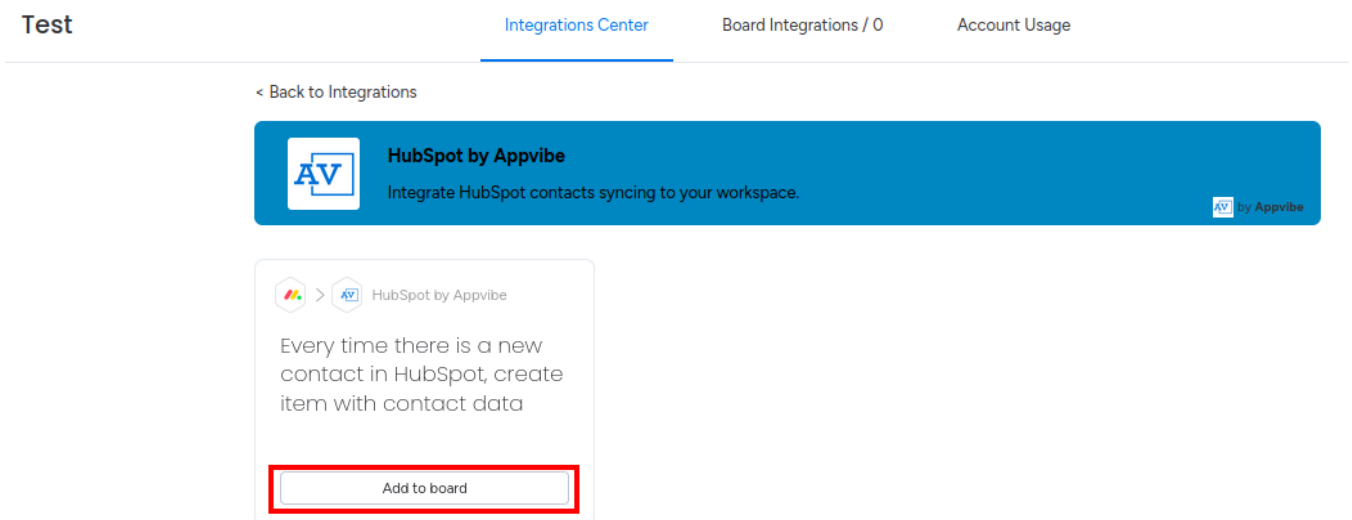 Test
Integrations Center
Board Integrations / 0
Account Usage
< Back to Integrations
AV
HubSpot by Appvibe
Integrate HubSpot contacts syncing to your workspace.
AV by Appvibe
AV HubSpot by Appvibe
Every time there is a new
contact in HubSpot, create
item with contact data
Add to board